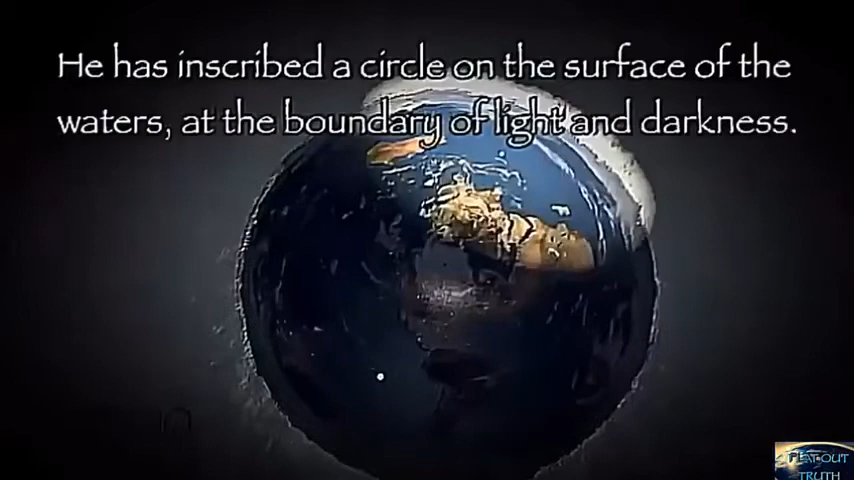 He has inscribed a circle on the surface of the
waters, at the boundary of light and darkness.
FLAT OUT
TRUTH